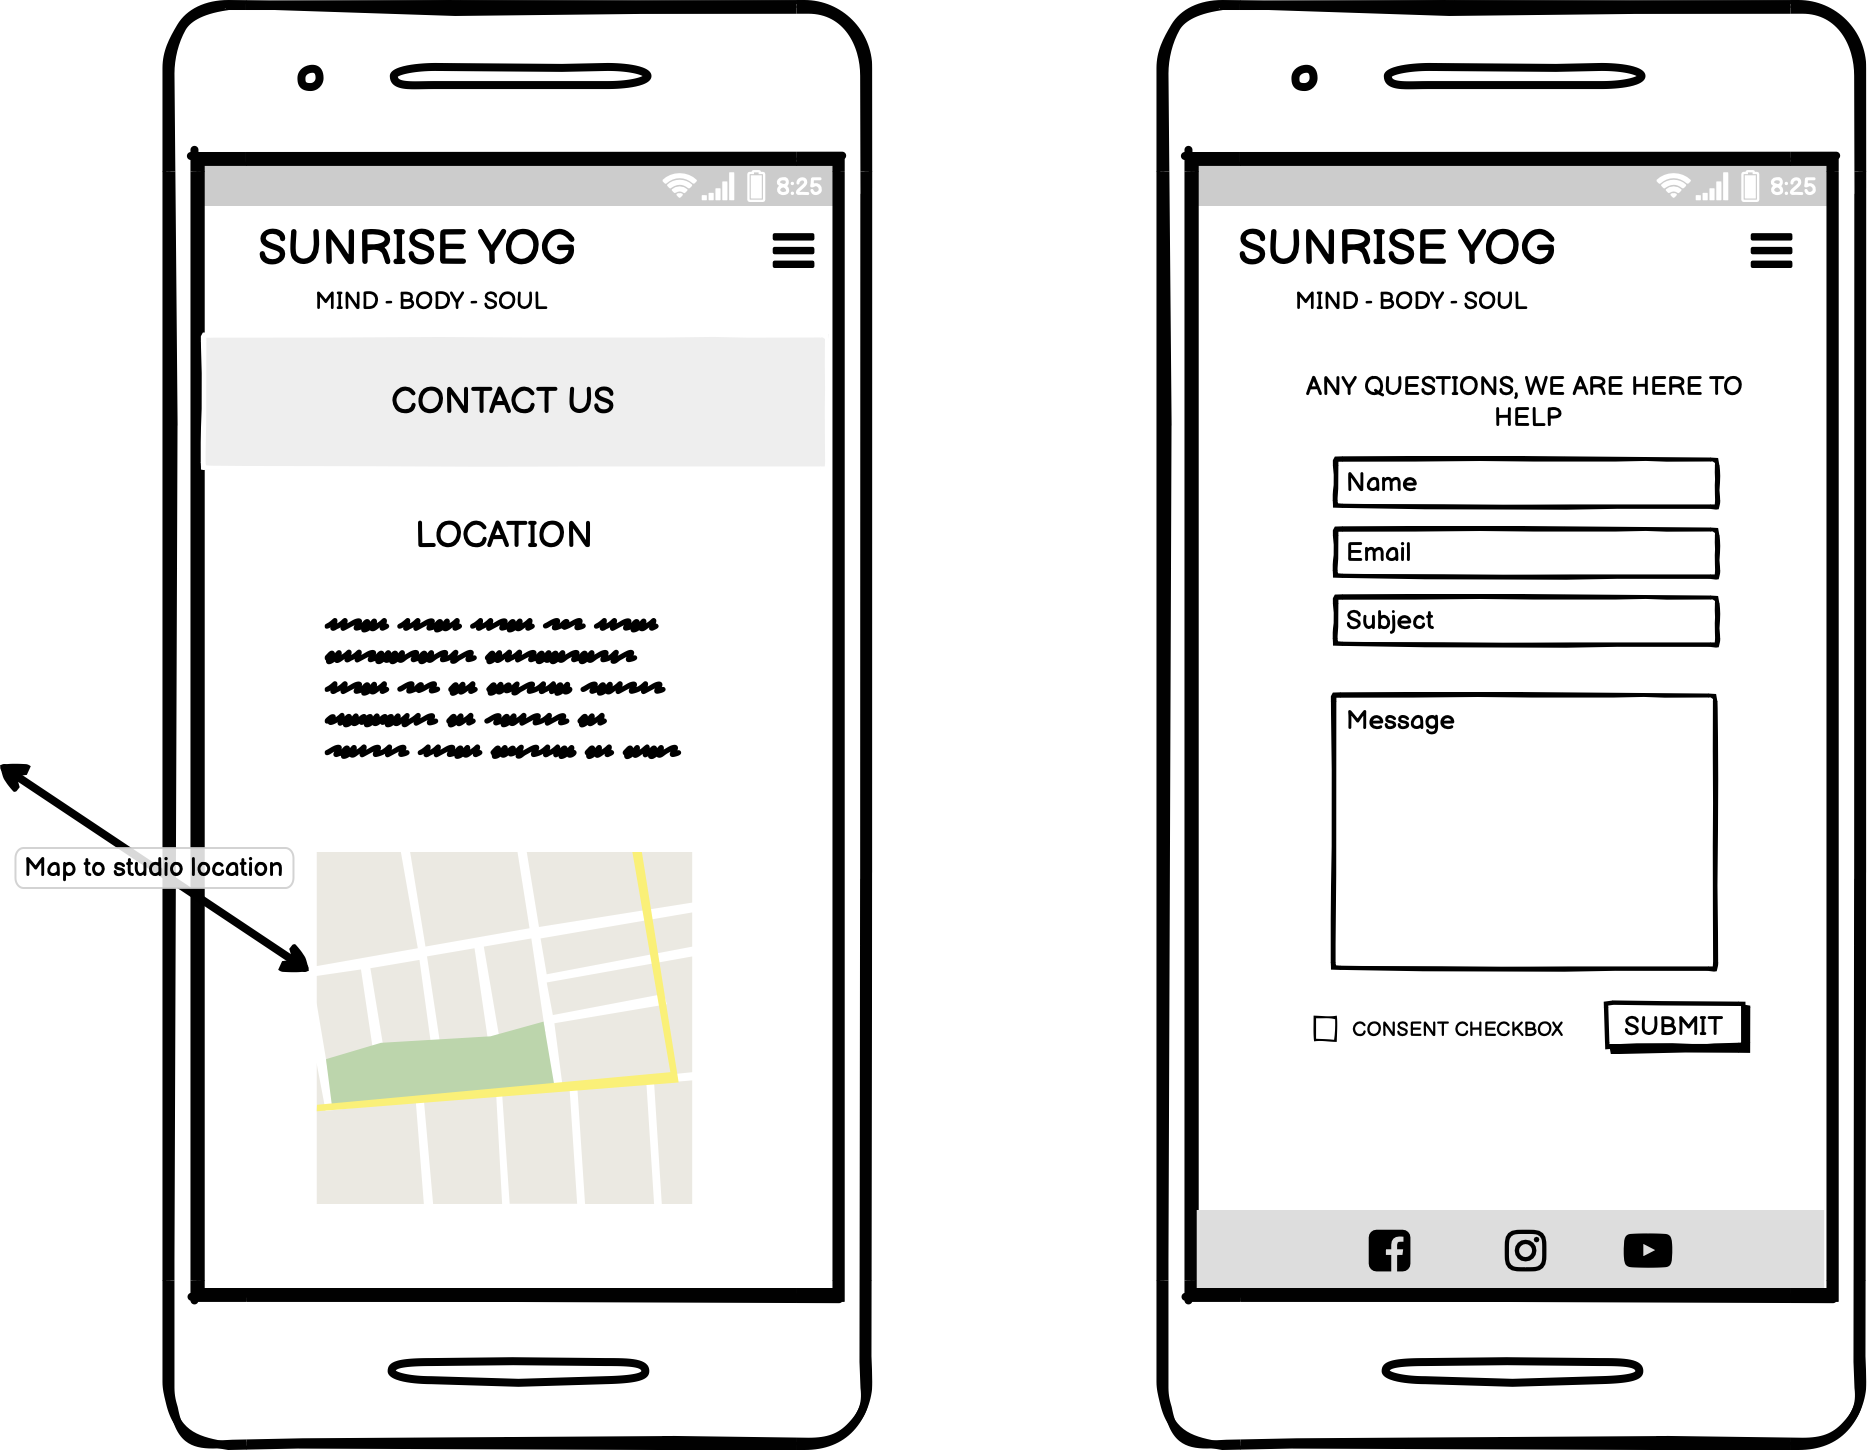 8:25
SUNRISE YOG
MIND - BODY - SOUL
CONTACT US
LOCATION
Map to studio location
8:25
SUNRISE YOG
MIND - BODY - SOUL
ANY QUESTIONS, WE ARE HERE TO
HELP
Name
Email
Subject
Message
CONSENT CHECKBOX
SUBMIT